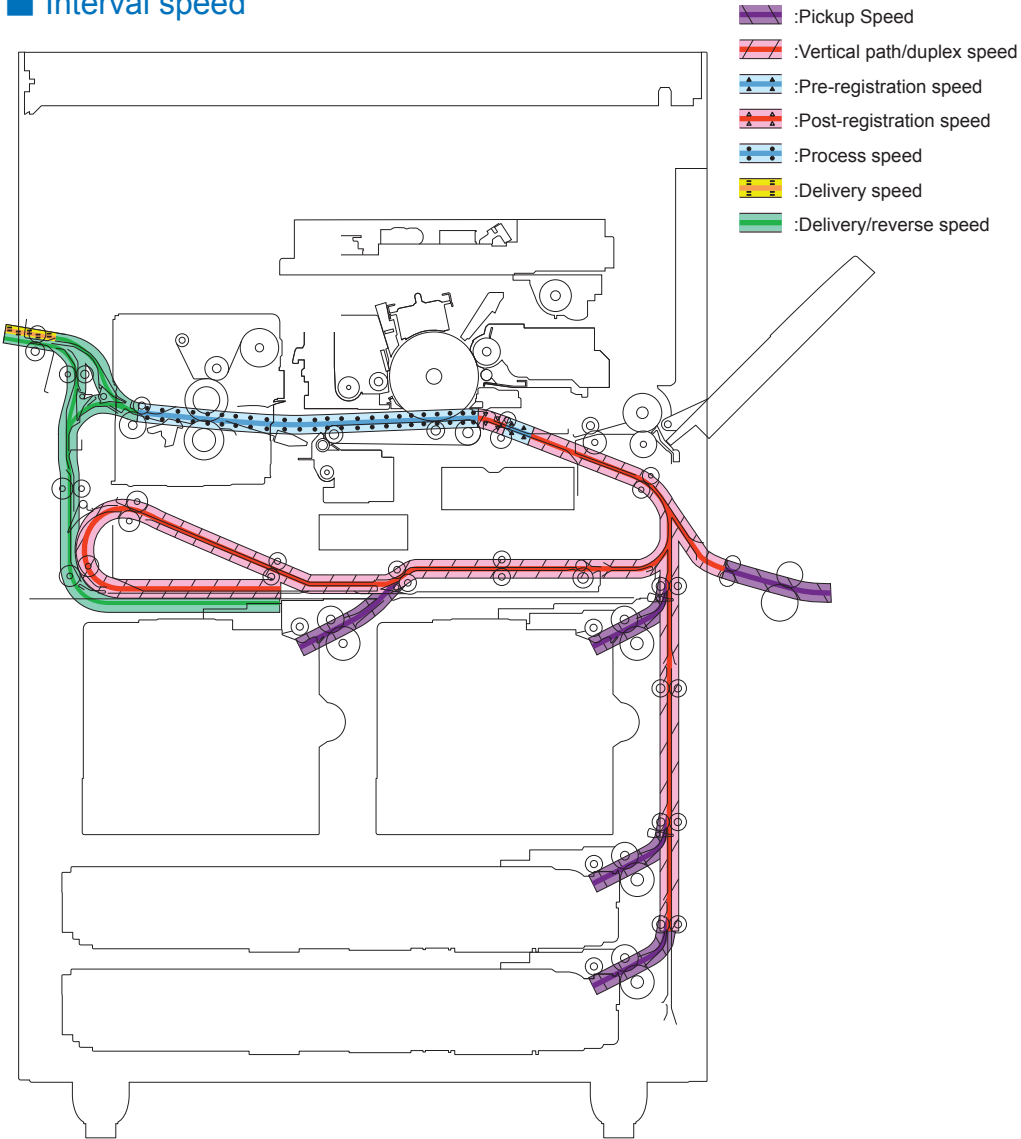 ■ Interval speed
:Pickup Speed
:Vertical path/duplex speed
:Pre-registration speed
:Post-registration speed
:Process speed
:Delivery speed
:Delivery/reverse speed